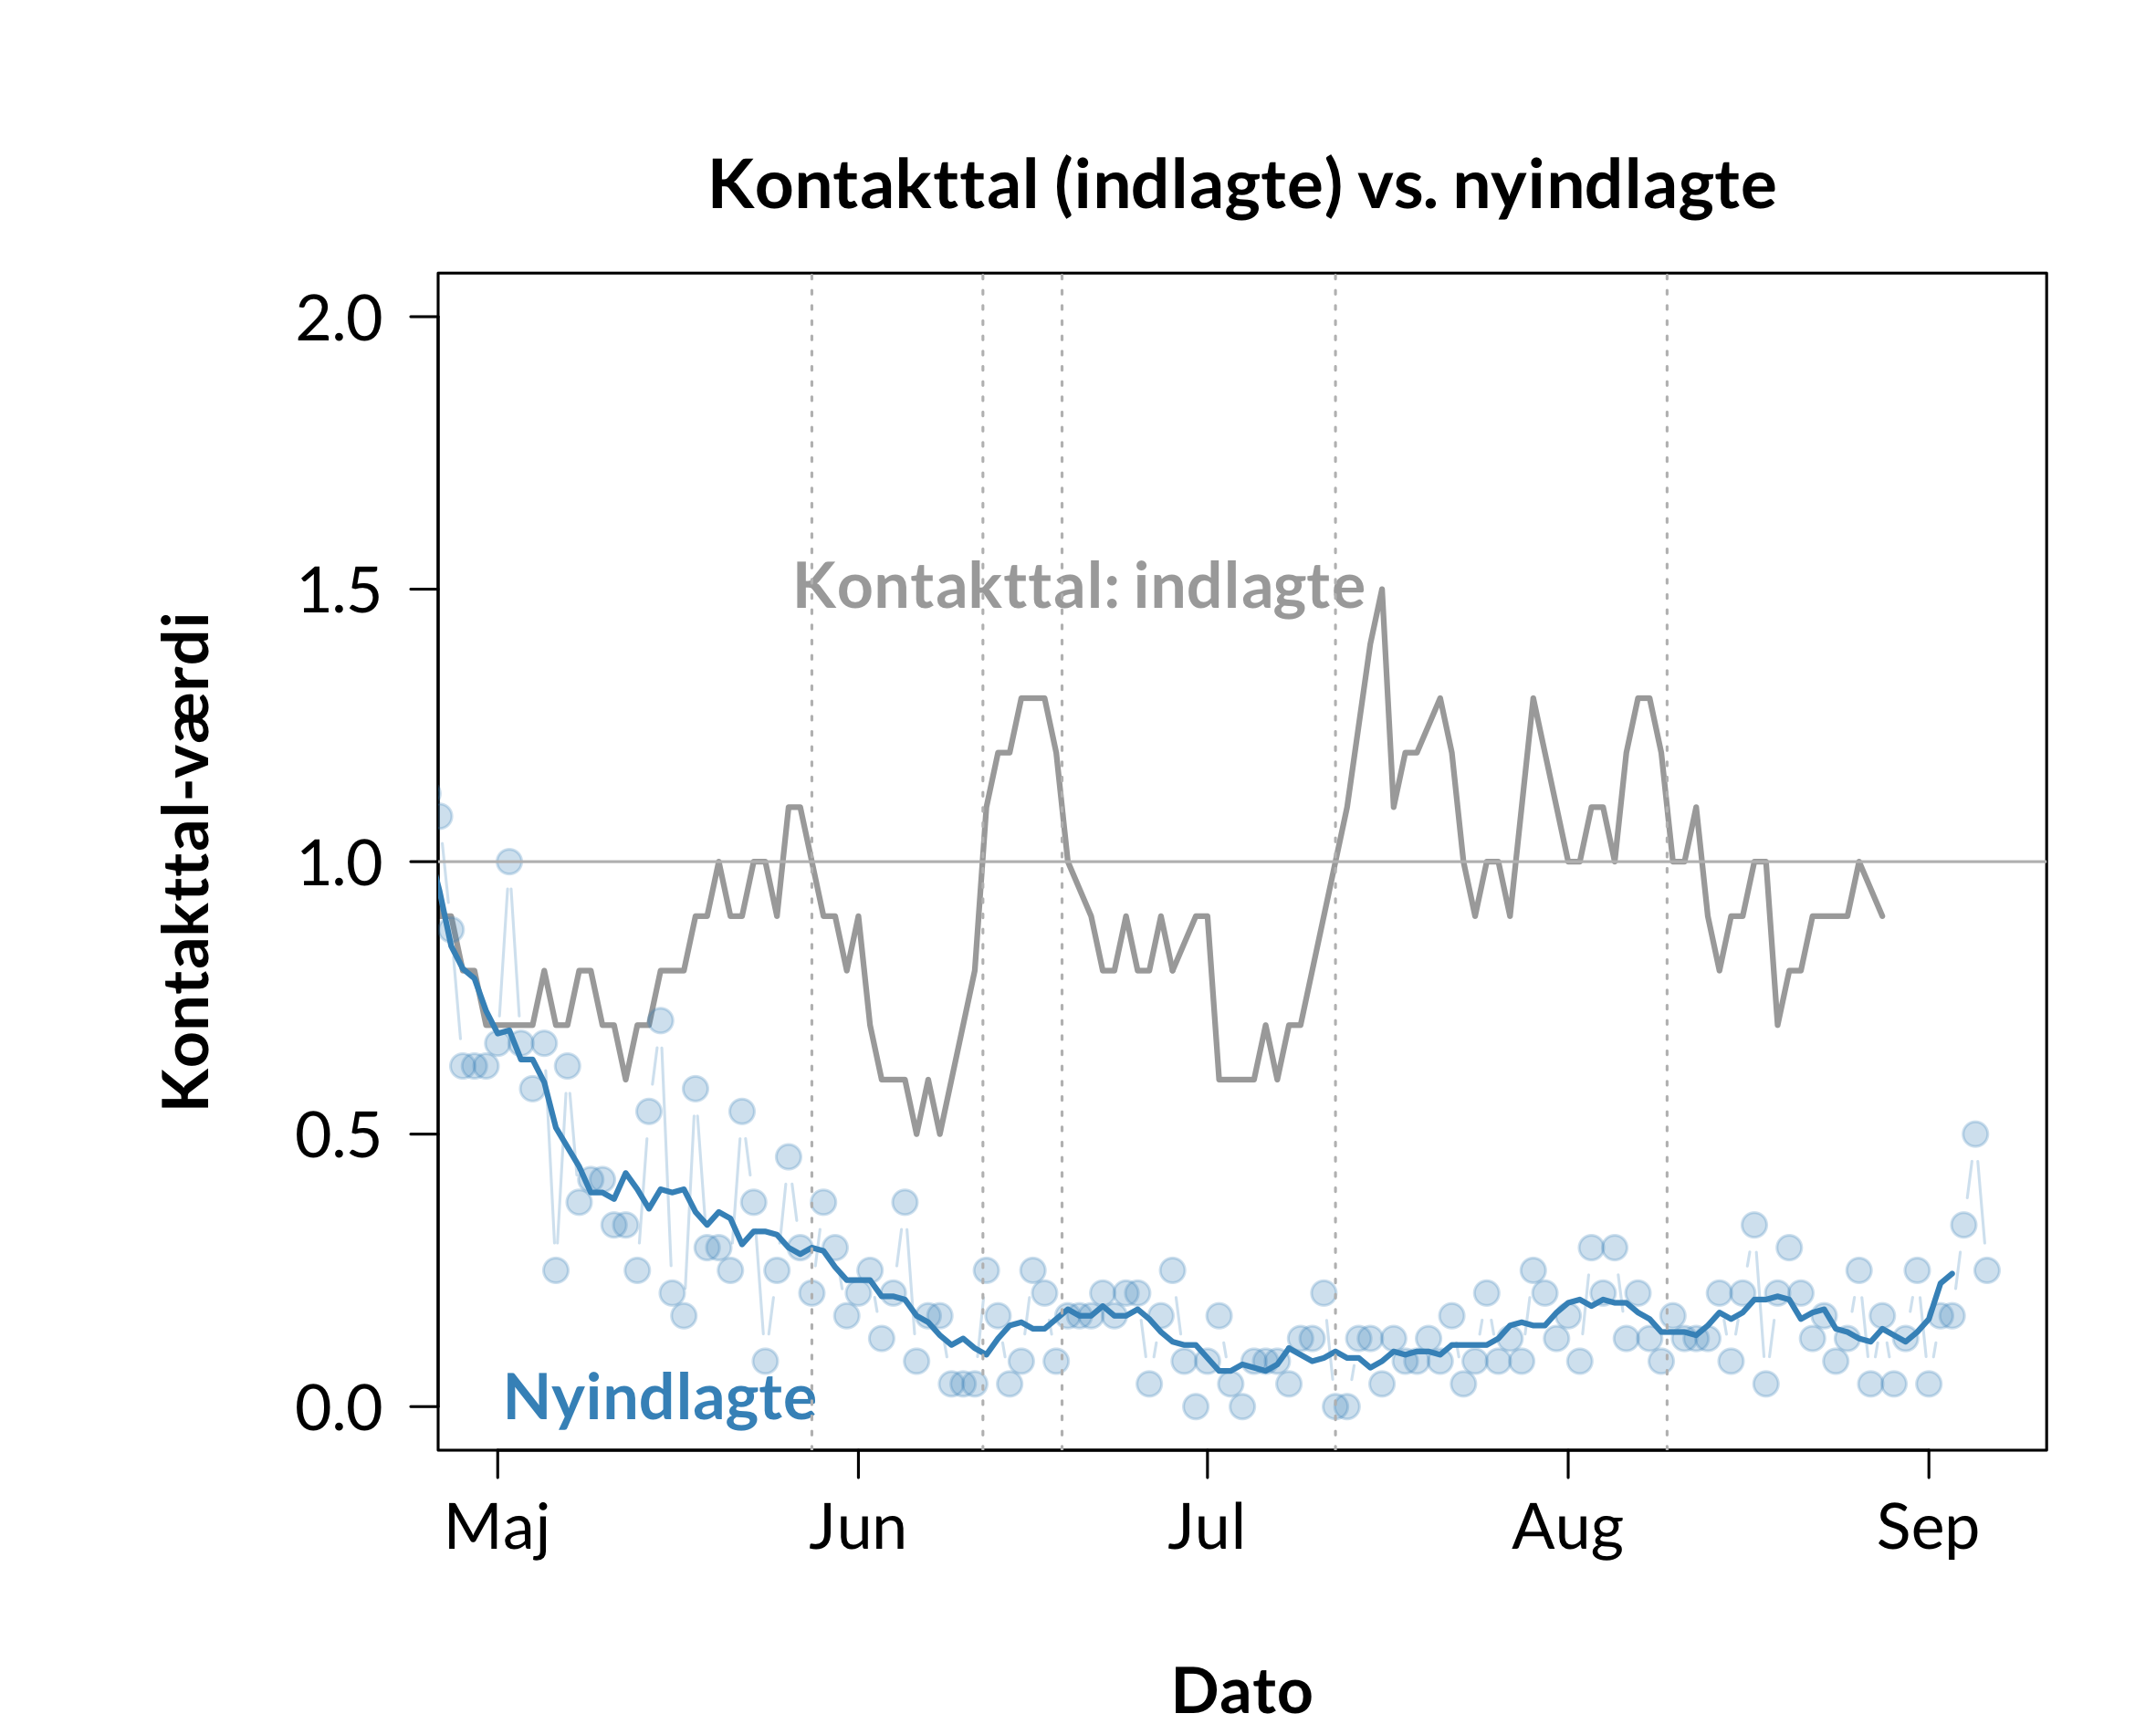 Kontakttal (indlagte) vs. nyindlagte
2.0
1.5
1.0
0.5
0.0
Kontakttal-værdi
Kontakttal: indlagte
Nyindlagte
Maj Jun Jul Aug Sep
Dato